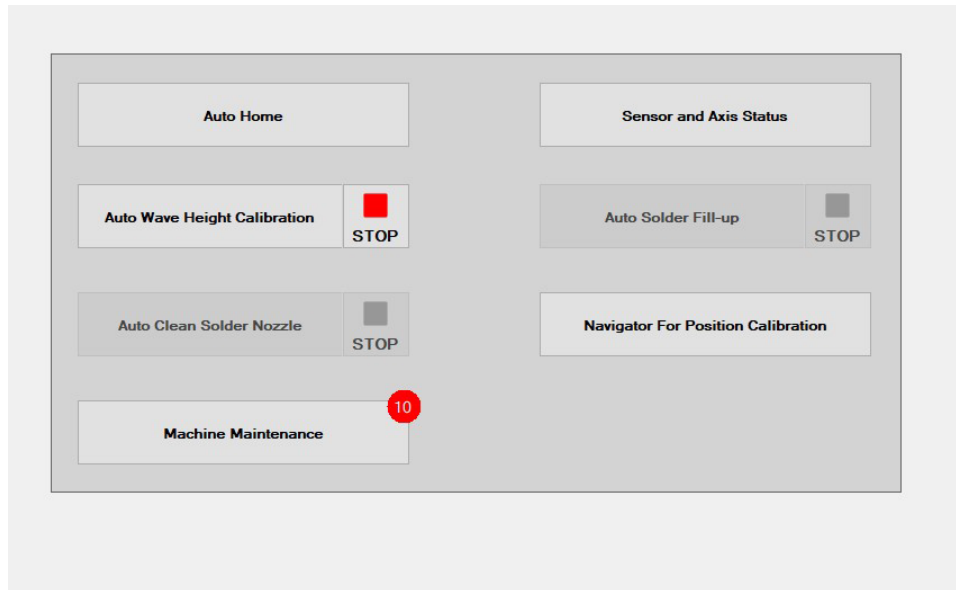 Auto Home
Sensor and Axis Status
Auto Wave Height Calibration
STOP
Auto Solder Fill-up
STOP
Auto Clean Solder Nozzle
STOP
Navigator For Position Calibration
10
Machine Maintenance